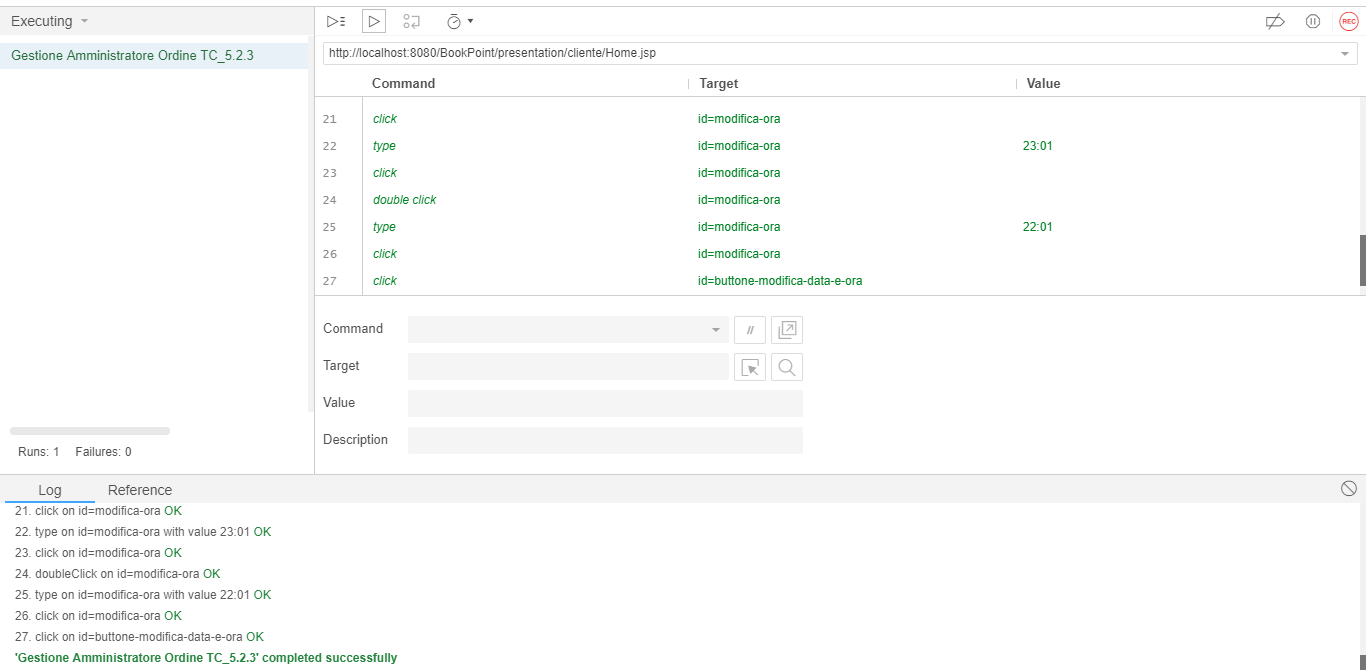 Executing
REC
Gestione Amministratore Ordine TC_5.2.3
http://localhost:8080/BookPoint/presentation/cliente/Home.jsp
Command Target Value
21 click id=modifica-ora
22 type id=modifica-ora 23:01
23 click id=modifica-ora
24 double click id=modifica-ora
25 type id=modifica-ora 22:01
26 click id=modifica-ora
27 click id=buttone-modifica-data-e-ora
Command //
Target
Value
Description
Runs: 1 Failures: 0
Log Reference
21. click on id=modifica-ora OK
22. type on id=modifica-ora with value 23:01 OK
23. click on id=modifica-ora OK
24. doubleClick on id=modifica-ora OK
25. type on id=modifica-ora with value 22:01 OK
26. click on id=modifica-ora OK
27. click on id=buttone-modifica-data-e-ora OK
'Gestione Amministratore Ordine TC_5.2.3' completed successfully